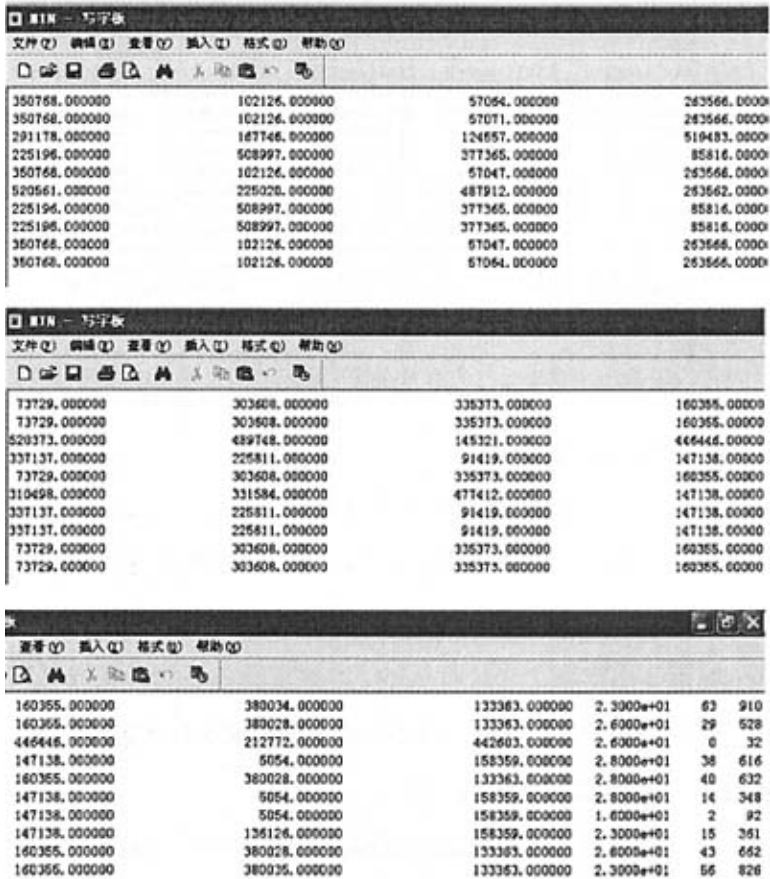 MIN - 写字板
文件(F) 编辑(E) 查看(V) 插入(I) 格式(O) 帮助(H)
350768.000000 102126.000000 57064.000000 263566.0000
350768.000000 102126.000000 57071.000000 263566.0000
291178.000000 167746.000000 124657.000000 519483.0000
225196.000000 508997.000000 377365.000000 85816.0000
350768.000000 102126.000000 57047.000000 263566.0000
520561.000000 225028.000000 487912.000000 263562.0000
225196.000000 508997.000000 377365.000000 85816.0000
225196.000000 508997.000000 377365.000000 85816.0000
350768.000000 102126.000000 57047.000000 263566.0000
350768.000000 102126.000000 57064.000000 263566.0000
MIN - 写字板
文件(F) 编辑(E) 查看(V) 插入(I) 格式(O) 帮助(H)
73729.000000 303608.000000 335373.000000 160355.00000
73729.000000 303608.000000 335373.000000 160355.00000
520373.000000 489748.000000 145321.000000 446446.00000
337137.000000 225811.000000 91419.000000 147138.00000
73729.000000 303608.000000 335373.000000 160355.00000
310498.000000 331584.000000 477412.000000 147138.00000
337137.000000 225811.000000 91419.000000 147138.00000
337137.000000 225811.000000 91419.000000 147138.00000
73729.000000 303608.000000 335373.000000 160355.00000
73729.000000 303608.000000 335373.000000 160355.00000
查看(V) 插入(I) 格式(O) 帮助(H)
160355.000000 380034.000000 133363.000000 2.3000e+01 63 910
160355.000000 380028.000000 133363.000000 2.6000e+01 29 528
446446.000000 212772.000000 442603.000000 2.6000e+01 0 32
147138.000000 5054.000000 158359.000000 2.8000e+01 38 616
160355.000000 380028.000000 133363.000000 2.8000e+01 40 632
147138.000000 5054.000000 158359.000000 2.8000e+01 14 348
147138.000000 5054.000000 158359.000000 1.6000e+01 2 92
147138.000000 136126.000000 158359.000000 2.3000e+01 15 361
160355.000000 380028.000000 133363.000000 2.6000e+01 43 662
160355.000000 380035.000000 133363.000000 2.3000e+01 56 826